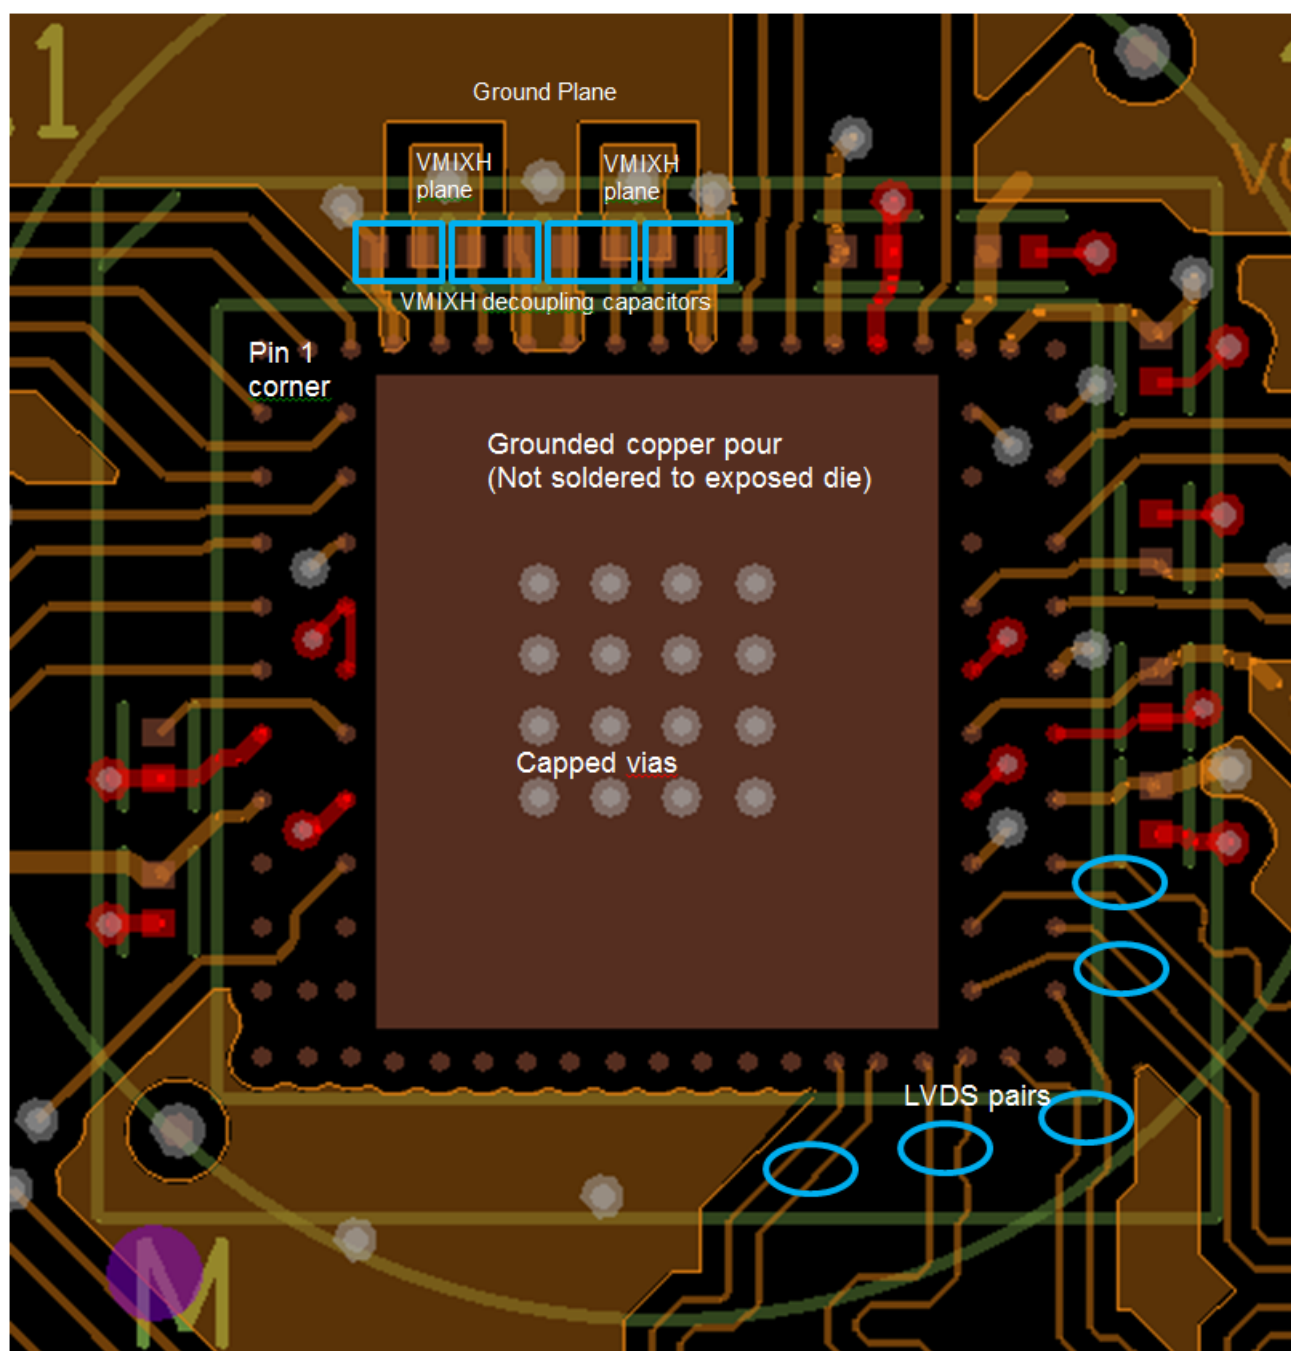 1
Ground Plane
VMIXH
plane
VMIXH
plane
VMIXH decoupling capacitors
Pin 1
corner
Grounded copper pour
(Not soldered to exposed die)
Capped vias
LVDS pairs
M